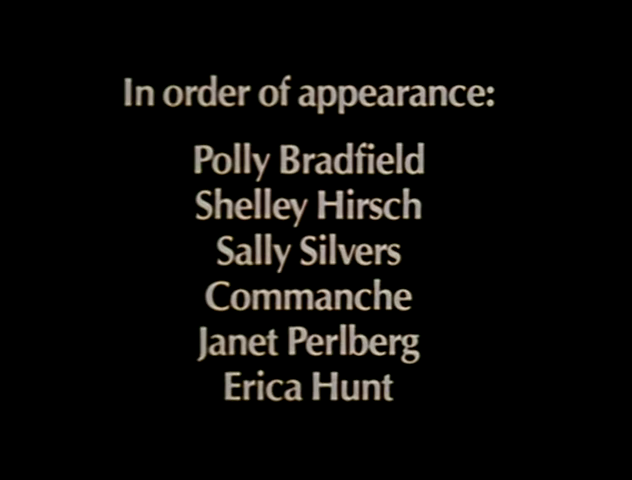 In order of appearance:
Polly Bradfield
Shelley Hirsch
Sally Silvers
Commanche
Janet Perlberg
Erica Hunt